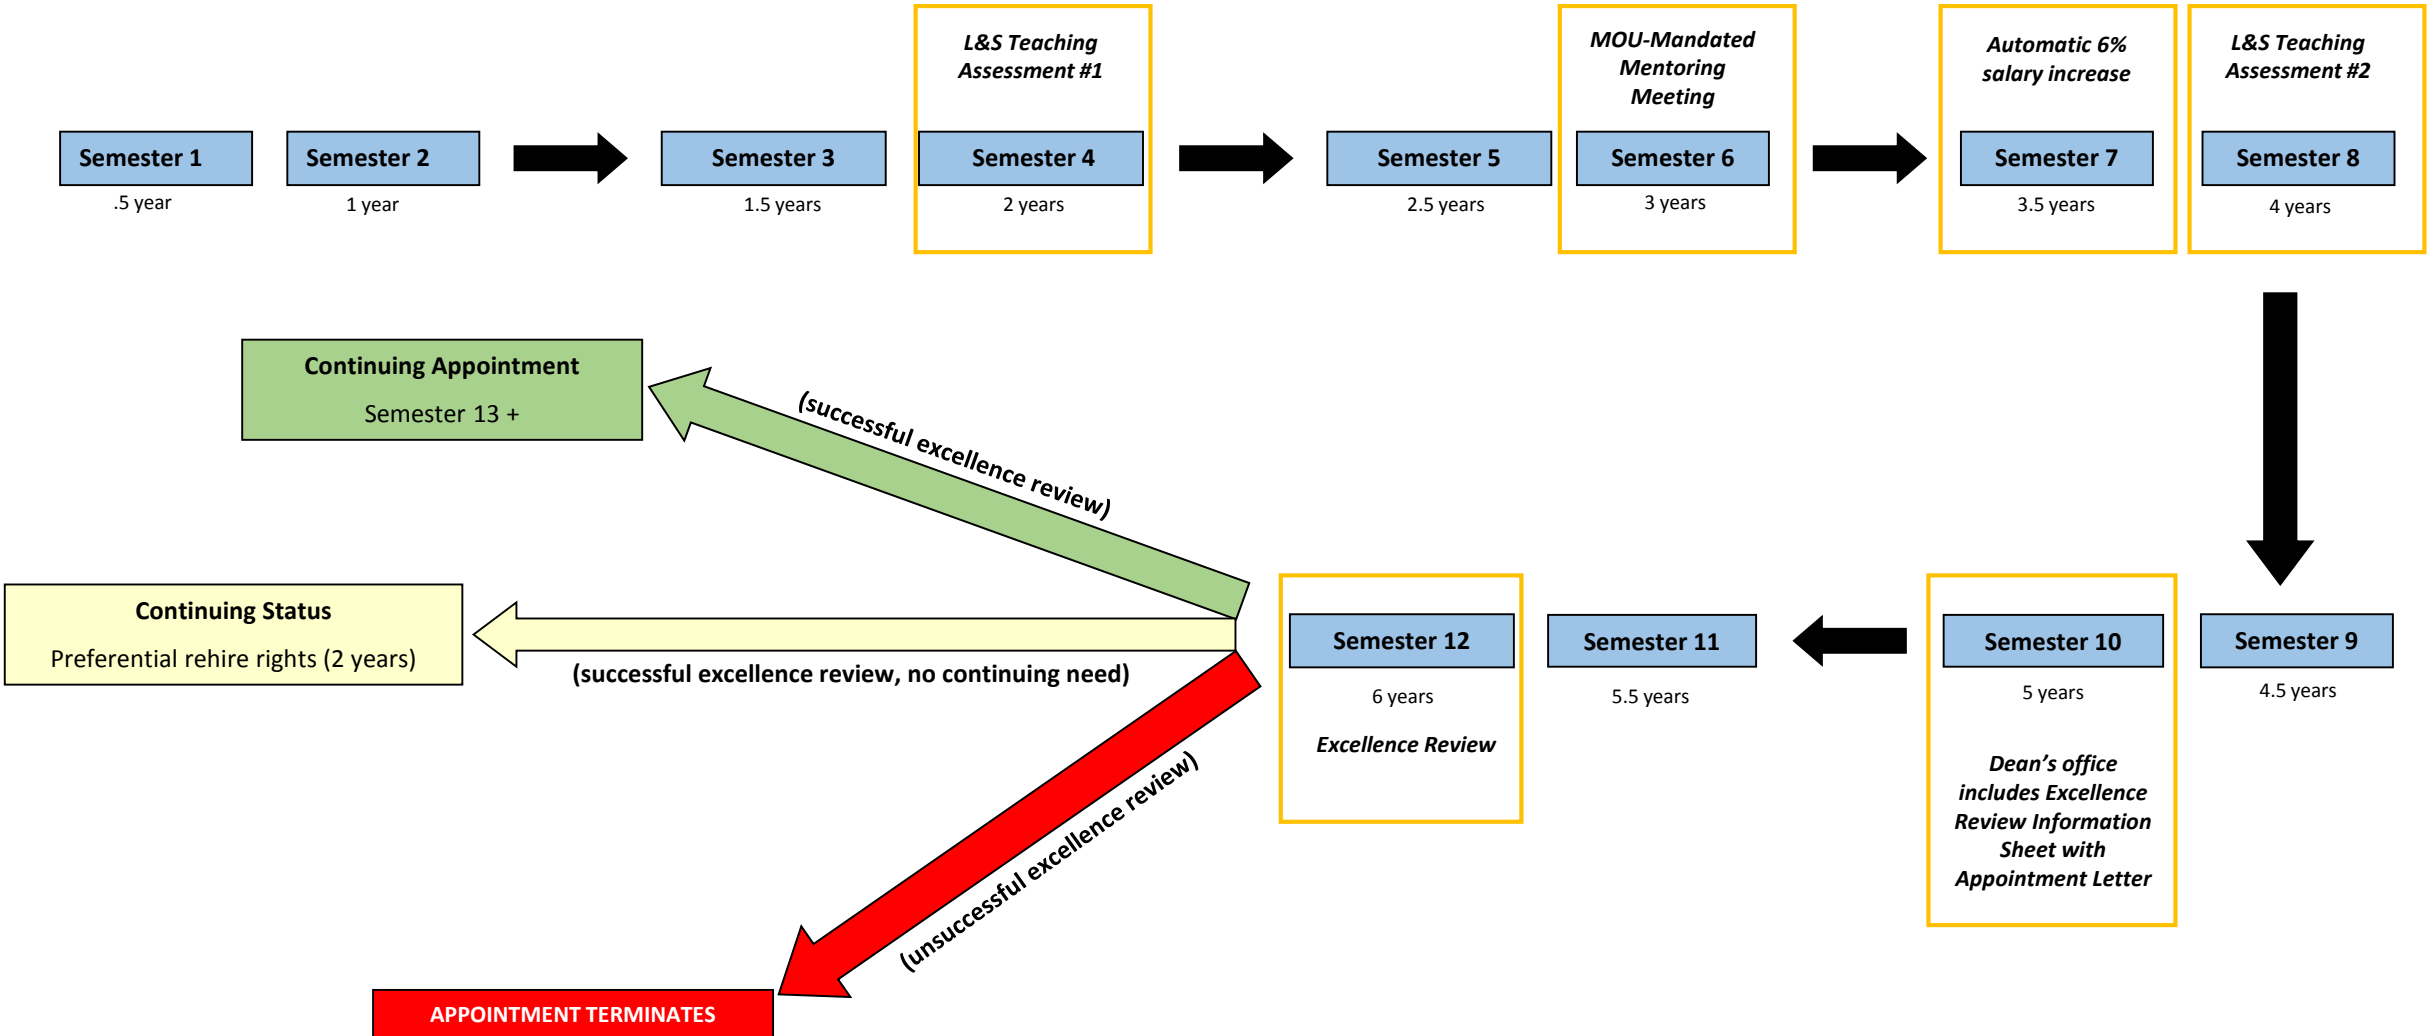 L&S Teaching
Assessment #1
MOU-Mandated
Mentoring
Meeting
Automatic 6%
salary increase
L&S Teaching
Assessment #2
Semester 1
Semester 2
Semester 3
Semester 4
Semester 5
Semester 6
Semester 7
Semester 8
.5 year
1 year
1.5 years
2 years
2.5 years
3 years
3.5 years
4 years
Continuing Appointment
Semester 13 +
(successful excellence review)
Continuing Status
Preferential rehire rights (2 years)
(successful excellence review, no continuing need)
Semester 12
Semester 11
Semester 10
Semester 9
6 years
5.5 years
5 years
4.5 years
Excellence Review
Dean’s office
includes Excellence
Review Information
Sheet with
Appointment Letter
(unsuccessful excellence review)
APPOINTMENT TERMINATES